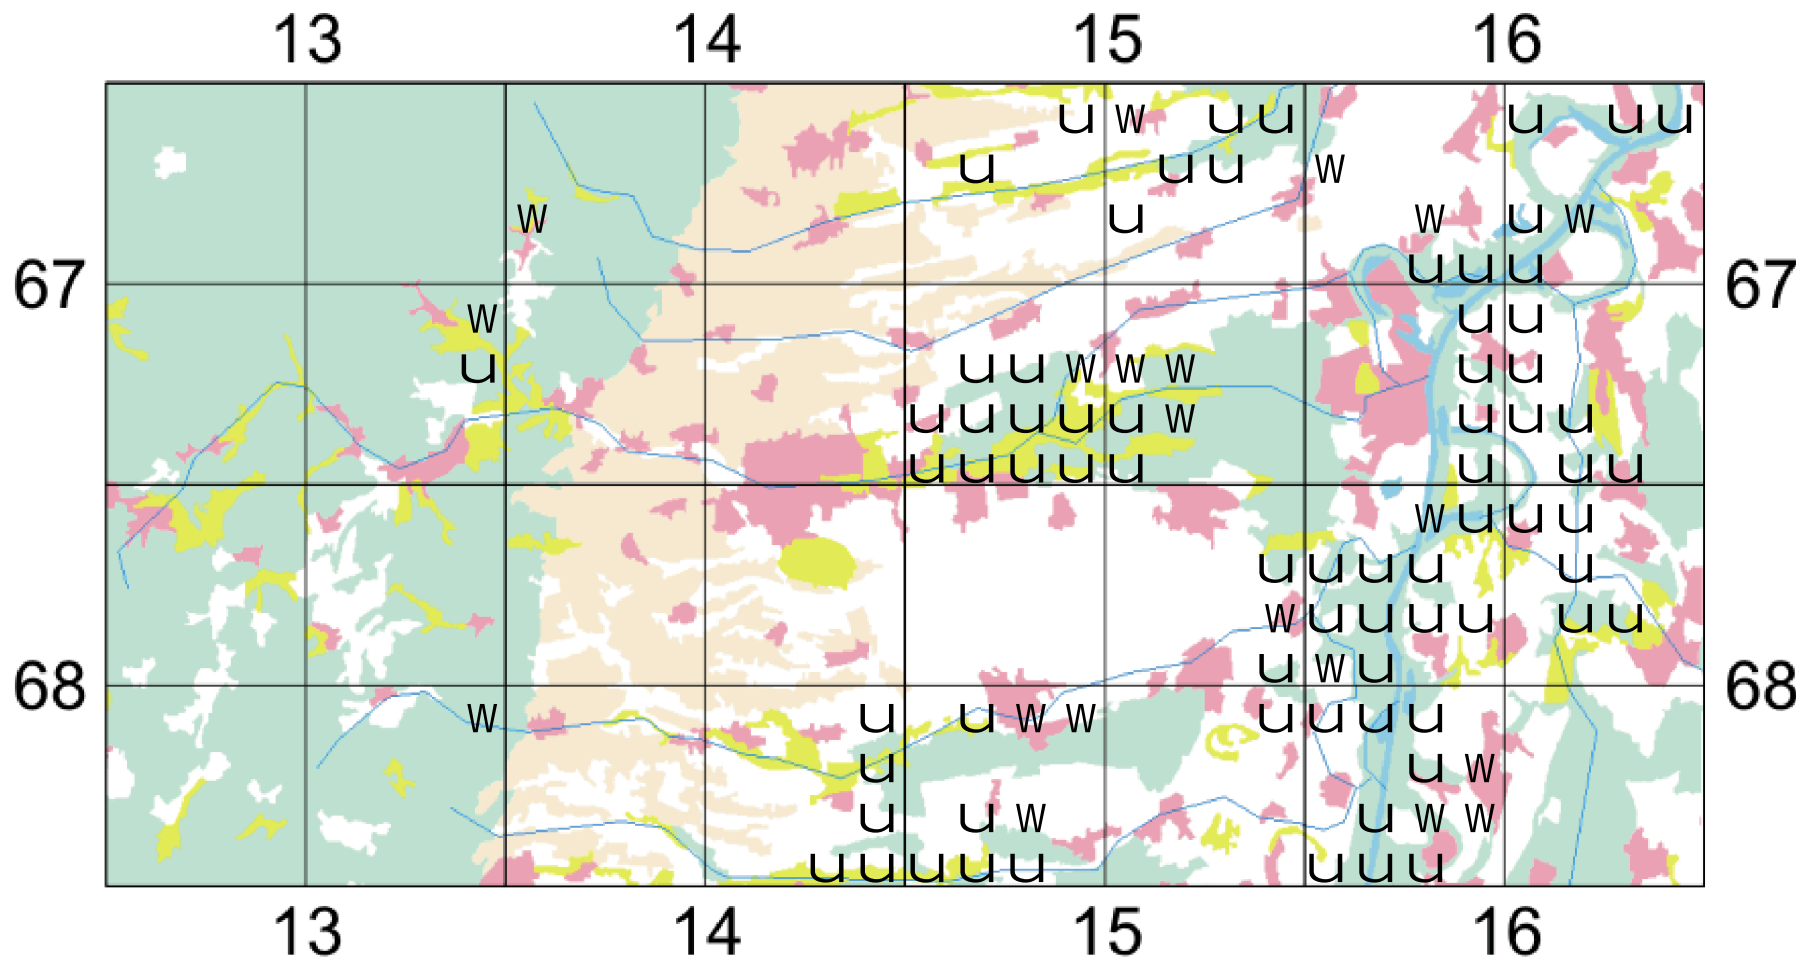 13 14 15 16
u w u u u u u
u u u w
w u w u w
67 u u u 67
w u u
u u u w w w u u
u u u u u w u u u
u u u u u u u u
w u u u
u u u u u
w u u u u u u
u w u
68 68
w u u w w u u u u
u u w
u u w u w w
u u u u u u u u
13 14 15 16